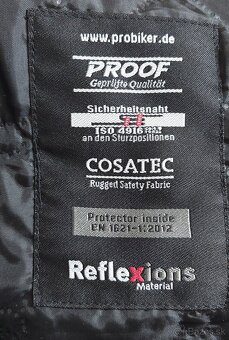 www.probiker.de
PROOF
Geprüfte Qualität
Sicherheitsnaht
ISO 4916
an den Sturzpositionen
COSATEC
Rugged Safety Fabric
Protector inside
EN 1621-1:2012
Reflexions
Material